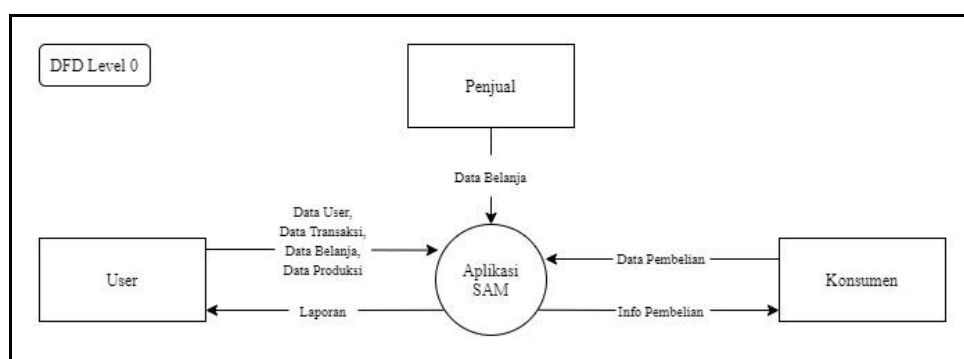 DFD Level 0
Penjual
Data Belanja
Data User,
Data Transaksi,
Data Belanja,
Data Produksi
User
Aplikasi
SAM
Data Pembelian
Konsumen
Laporan
Info Pembelian